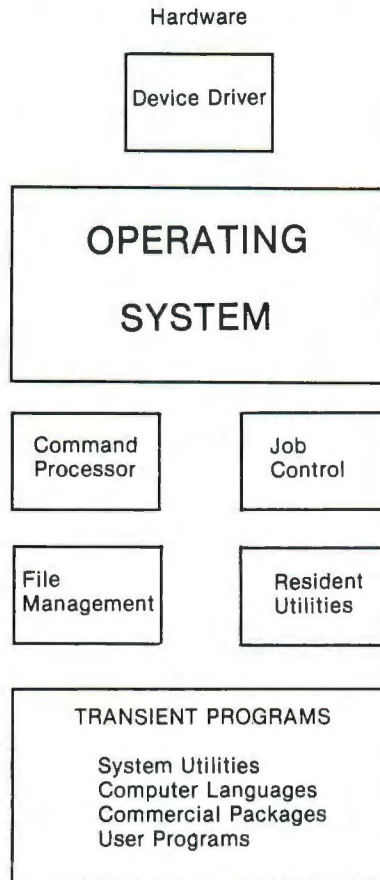 Hardware
Device Driver
OPERATING
SYSTEM
Command
Processor
Job
Control
File
Management
Resident
Utilities
TRANSIENT PROGRAMS
System Utilities
Computer Languages
Commercial Packages
User Programs